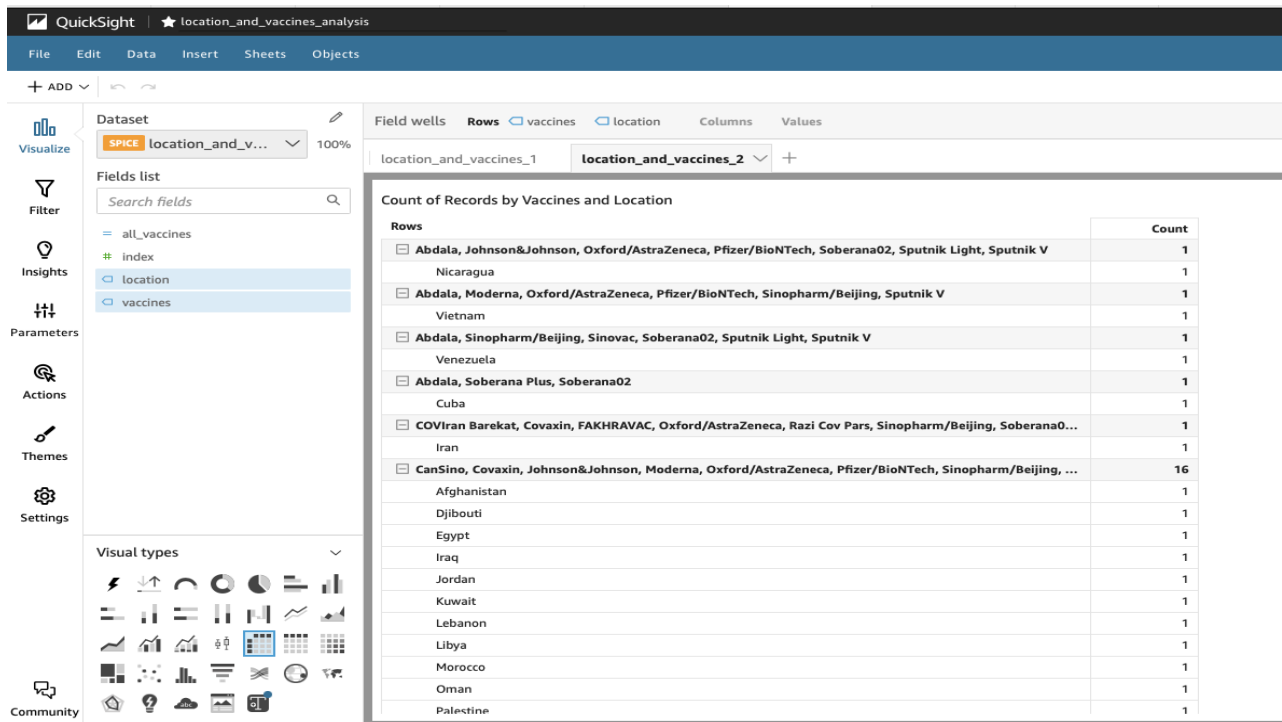 QuickSight location_and_vaccines_analysis
File Edit Data Insert Sheets Objects
ADD
Visualize
Filter
Insights
Parameters
Actions
Themes
Settings
Community
Dataset
SPICE location_and_v... 100%
Fields list
Search fields
all_vaccines
# index
location
vaccines
Visual types
abc
Field wells Rows vaccines location Columns Values
location_and_vaccines_1 location_and_vaccines_2
Count of Records by Vaccines and Location
Rows Count
Abdala, Johnson&Johnson, Oxford/AstraZeneca, Pfizer/BioNTech, Soberana02, Sputnik Light, Sputnik V 1
Nicaragua 1
Abdala, Moderna, Oxford/AstraZeneca, Pfizer/BioNTech, Sinopharm/Beijing, Sputnik V 1
Vietnam 1
Abdala, Sinopharm/Beijing, Sinovac, Soberana02, Sputnik Light, Sputnik V 1
Venezuela 1
Abdala, Soberana Plus, Soberana02 1
Cuba 1
COVIran Barekat, Covaxin, FAKHRAVAC, Oxford/AstraZeneca, Razi Cov Pars, Sinopharm/Beijing, Soberana0... 1
Iran 1
CanSino, Covaxin, Johnson&Johnson, Moderna, Oxford/AstraZeneca, Pfizer/BioNTech, Sinopharm/Beijing, ... 16
Afghanistan 1
Djibouti 1
Egypt 1
Iraq 1
Jordan 1
Kuwait 1
Lebanon 1
Libya 1
Morocco 1
Oman 1
Palestine 1